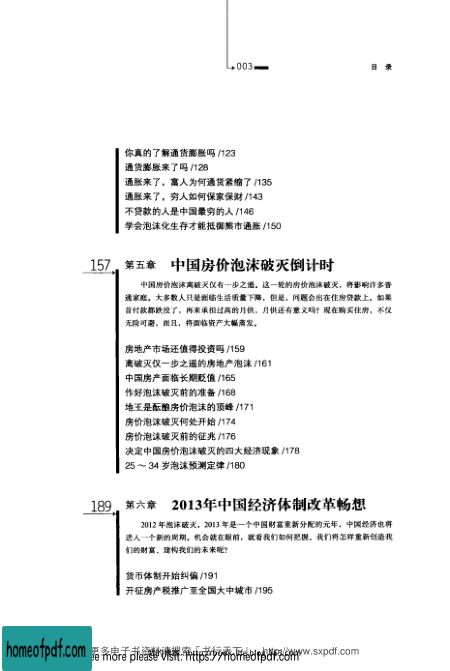 003
目 录
你真的了解通货膨胀吗 /123
通货膨胀来了吗 /128
通胀来了，富人为何通货紧缩了 /135
通胀来了，穷人如何保家保财 /143
不贷款的人是中国最穷的人 /146
学会泡沫化生存才能抵御熊市通胀 /150
157 第五章 中国房价泡沫破灭倒计时
中国房价泡沫离破灭仅有一步之遥。这一轮的房价泡沫破灭，将影响许多普
通家庭。大多数人只是面临生活质量下降，但是，问题会出在住房贷款上。如果
首付款都跌没了，再来承担过高的月供，月供还有意义吗？现在购买住房，不仅
无险可避，而且，将面临资产大幅蒸发。
房地产市场还值得投资吗 /159
离破灭仅一步之遥的房地产泡沫 /161
中国房产面临长期贬值 /165
作好泡沫破灭前的准备 /168
地王是酝酿房价泡沫的顶峰 /171
房价泡沫破灭何处开始 /174
房价泡沫破灭前的征兆 /176
决定中国房价泡沫破灭的四大经济现象 /178
25 ～ 34 岁泡沫预测定律 /180
189 第六章 2013年中国经济体制改革畅想
2012 年泡沫破灭，2013 年是一个中国财富重新分配的元年，中国经济也将
进入一个新的周期。机会就在眼前，就看我们如何把握。我们将怎样重新创造我
们的财富、建构我们的未来呢？
货币体制开始纠偏 /191
开征房产税推广至全国大中城市 /195
homeofpdf.com
see more please visit: https://homeofpdf.com